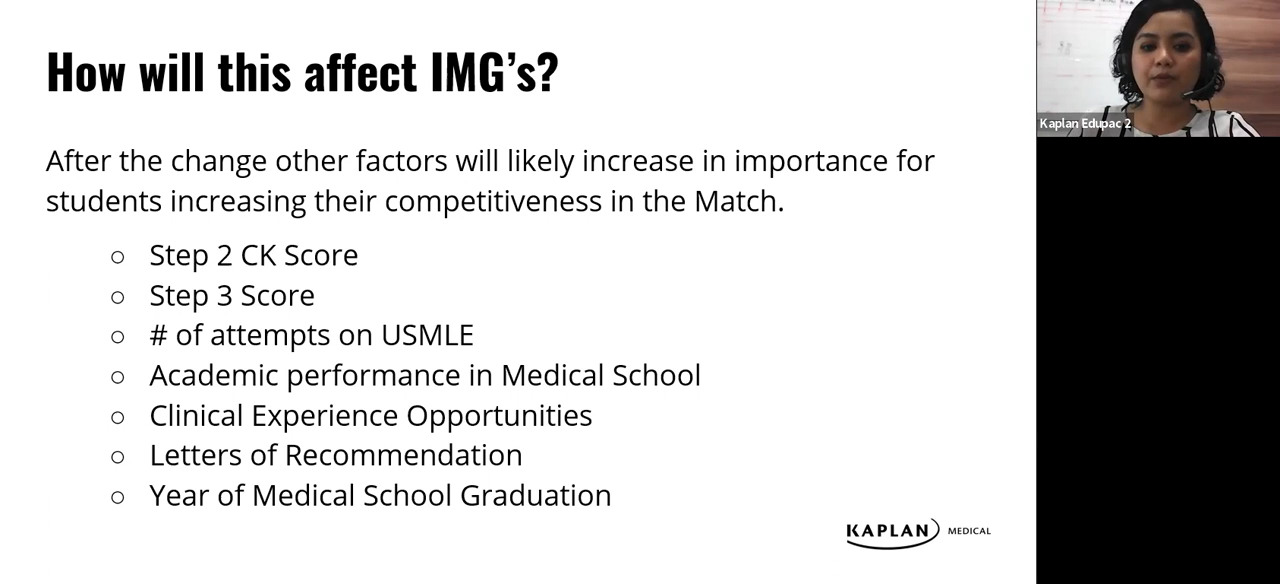 How will this affect IMG's?
After the change other factors will likely increase in importance for
students increasing their competitiveness in the Match.
○ Step 2 CK Score
○ Step 3 Score
○ # of attempts on USMLE
○ Academic performance in Medical School
○ Clinical Experience Opportunities
○ Letters of Recommendation
○ Year of Medical School Graduation
KAPLAN MEDICAL
Kaplan Edupac 2